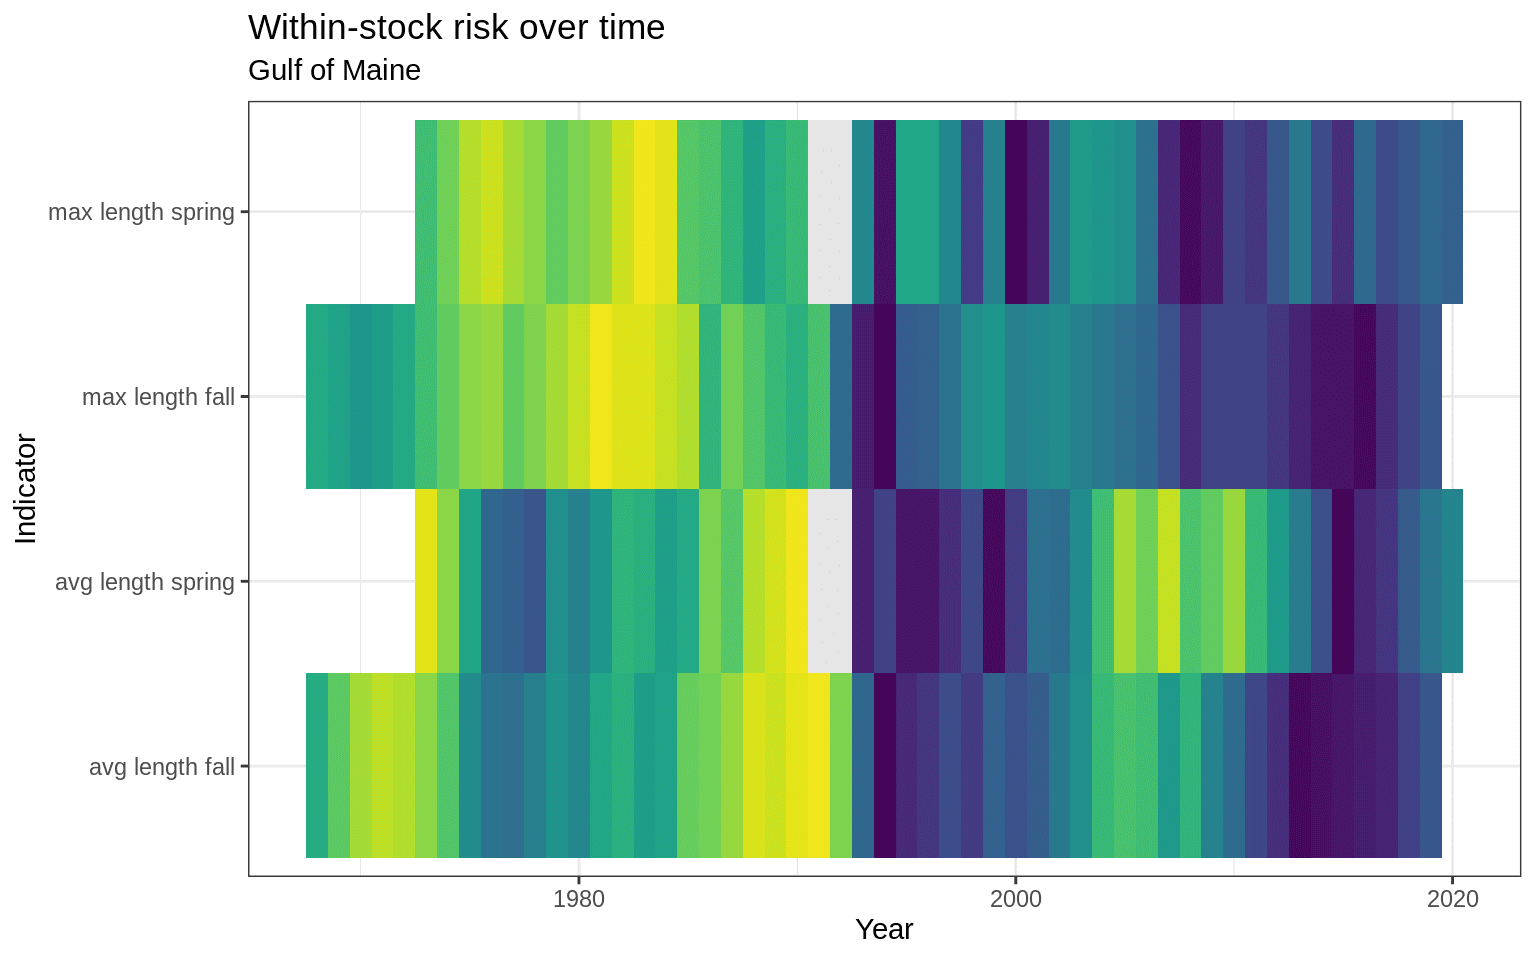 Within-stock risk over time
Gulf of Maine
max length spring
max length fall
avg length spring
avg length fall
Indicator
1980
2000
2020
Year